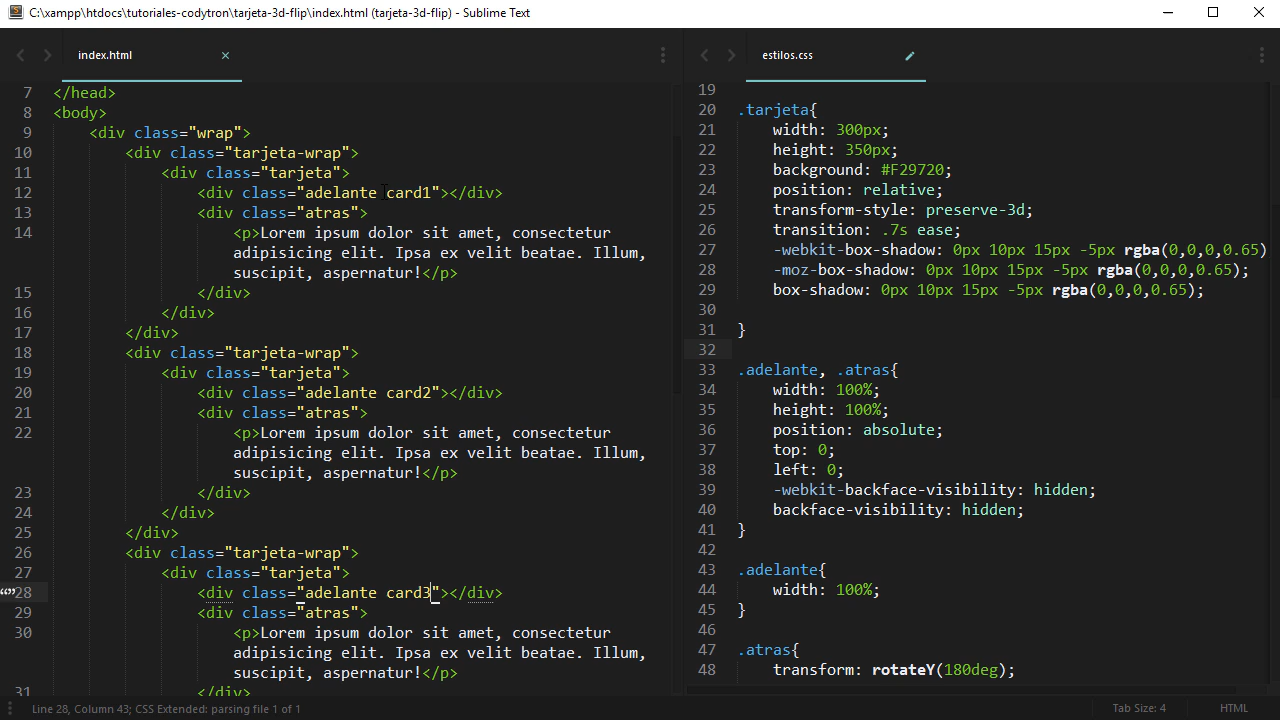 C:\xampp\htdocs\tutoriales-codytron\tarjeta-3d-flip\index.html (tarjeta-3d-flip) - Sublime Text
index.html
7 </head>
8 <body>
9 <div class="wrap">
10 <div class="tarjeta-wrap">
11 <div class="tarjeta">
12 <div class="adelante card1"></div>
13 <div class="atras">
14 <p>Lorem ipsum dolor sit amet, consectetur
adipisicing elit. Ipsa ex velit beatae. Illum,
suscipit, aspernatur!</p>
15 </div>
16 </div>
17 </div>
18 <div class="tarjeta-wrap">
19 <div class="tarjeta">
20 <div class="adelante card2"></div>
21 <div class="atras">
22 <p>Lorem ipsum dolor sit amet, consectetur
adipisicing elit. Ipsa ex velit beatae. Illum,
suscipit, aspernatur!</p>
23 </div>
24 </div>
25 </div>
26 <div class="tarjeta-wrap">
27 <div class="tarjeta">
28 <div class="adelante card3"></div>
29 <div class="atras">
30 <p>Lorem ipsum dolor sit amet, consectetur
adipisicing elit. Ipsa ex velit beatae. Illum,
suscipit, aspernatur!</p>
31 </div>
estilos.css
19
20 .tarjeta{
21 width: 300px;
22 height: 350px;
23 background: #F29720;
24 position: relative;
25 transform-style: preserve-3d;
26 transition: .7s ease;
27 -webkit-box-shadow: 0px 10px 15px -5px rgba(0,0,0,0.65)
28 -moz-box-shadow: 0px 10px 15px -5px rgba(0,0,0,0.65);
29 box-shadow: 0px 10px 15px -5px rgba(0,0,0,0.65);
30
31 }
32
33 .adelante, .atras{
34 width: 100%;
35 height: 100%;
36 position: absolute;
37 top: 0;
38 left: 0;
39 -webkit-backface-visibility: hidden;
40 backface-visibility: hidden;
41 }
42
43 .adelante{
44 width: 100%;
45 }
46
47 .atras{
48 transform: rotateY(180deg);
Line 28, Column 43; CSS Extended: parsing file 1 of 1
Tab Size: 4
HTML